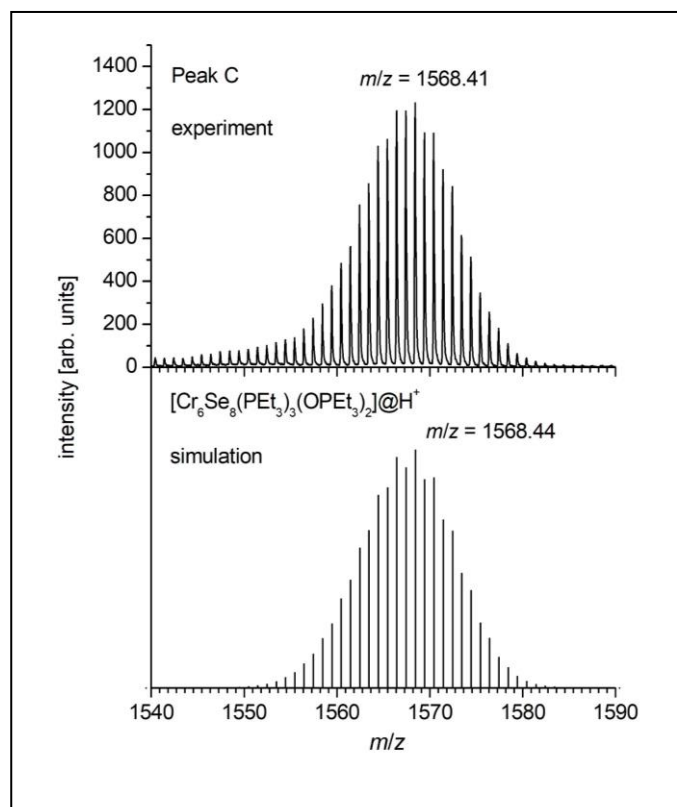 1400
Peak C
m/z = 1568.41
1200
experiment
1000
800
600
400
200
0
intensity [arb. units]
[Cr₆Se₈(PEt₃)₃(OPEt₃)₂]@H⁺
m/z = 1568.44
simulation
1540 1550 1560 1570 1580 1590
m/z